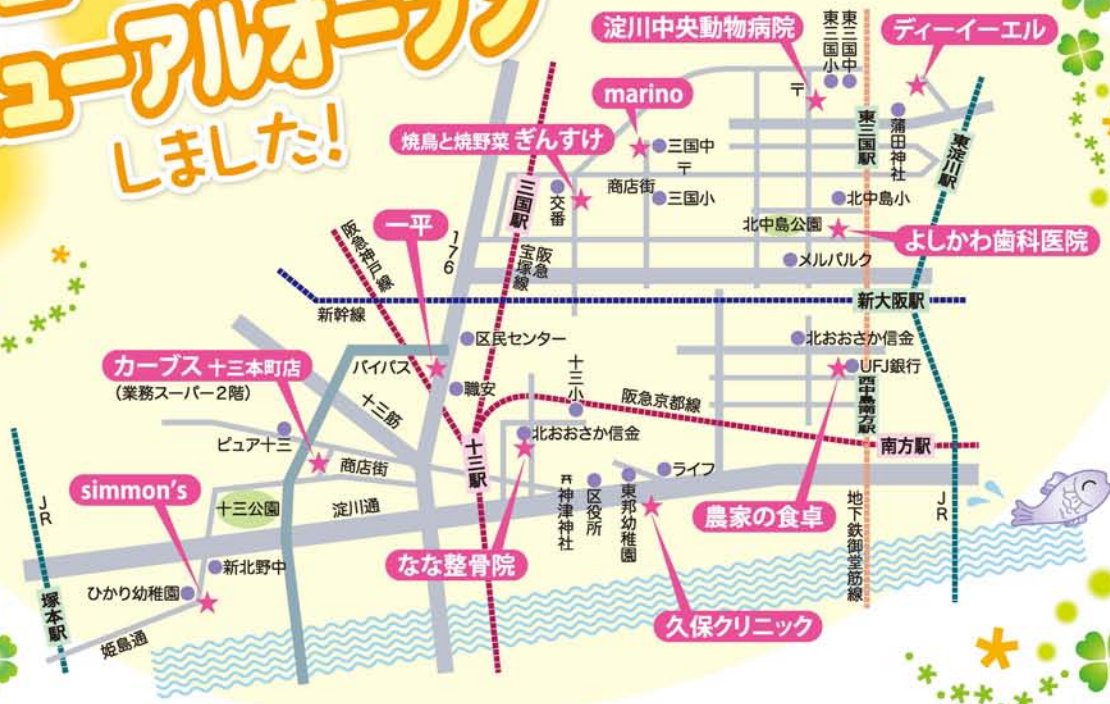 ューアルオープン
しました!
淀川中央動物病院
東三国小
東三国中
ディーイーエル
〒
marino
焼鳥と焼野菜 ぎんすけ
三国中
〒
商店街
三国小
交番
三国駅
東三国駅
蒲田神社
東淀川駅
北中島小
北中島公園
よしかわ歯科医院
メルパルク
一平
176
阪急神戸線
阪急宝塚線
新幹線
新大阪駅
区民センター
バイパス
職安
十三小
北おおさか信金
UFJ銀行
西中島南方駅
カーブス 十三本町店
(業務スーパー2階)
十三筋
阪急京都線
ピュア十三
商店街
十三駅
北おおさか信金
南方駅
simmon's
十三公園
淀川通
神津神社
区役所
東邦幼稚園
ライフ
農家の食卓
地下鉄御堂筋線
JR
JR
なな整骨院
新北野中
ひかり幼稚園
久保クリニック
塚本駅
姫島通